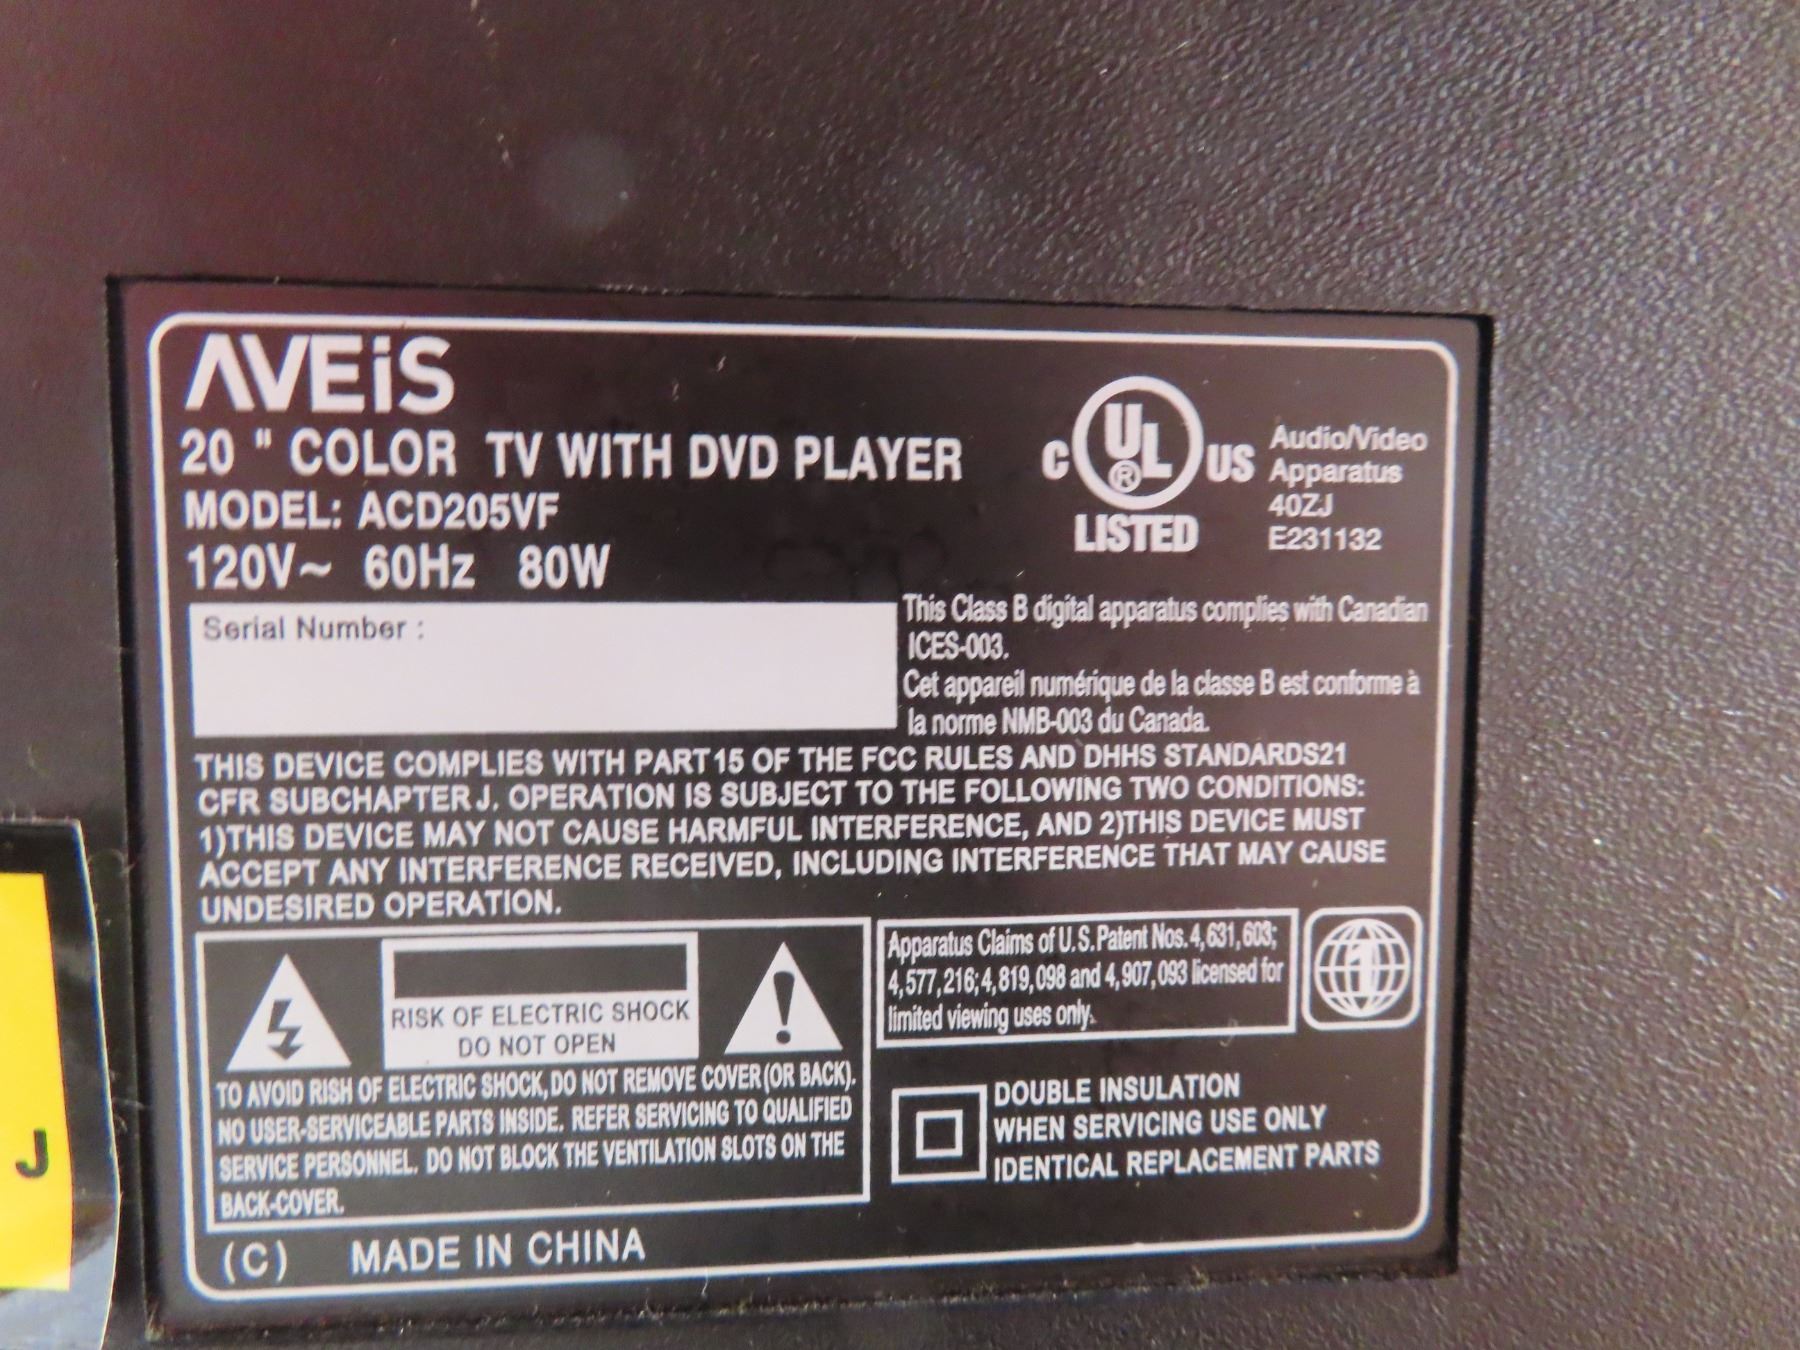 AVEiS
20 " COLOR TV WITH DVD PLAYER
MODEL: ACD205VF
120V~ 60Hz 80W
C UL ® US
LISTED
Audio/Video
Apparatus
40ZJ
E231132
Serial Number :
This Class B digital apparatus complies with Canadian
ICES-003.
Cet appareil numérique de la classe B est conforme à
la norme NMB-003 du Canada.
THIS DEVICE COMPLIES WITH PART 15 OF THE FCC RULES AND DHHS STANDARDS21
CFR SUBCHAPTER J. OPERATION IS SUBJECT TO THE FOLLOWING TWO CONDITIONS:
1)THIS DEVICE MAY NOT CAUSE HARMFUL INTERFERENCE, AND 2)THIS DEVICE MUST
ACCEPT ANY INTERFERENCE RECEIVED, INCLUDING INTERFERENCE THAT MAY CAUSE
UNDESIRED OPERATION.
RISK OF ELECTRIC SHOCK
DO NOT OPEN
!
TO AVOID RISH OF ELECTRIC SHOCK, DO NOT REMOVE COVER (OR BACK).
NO USER-SERVICEABLE PARTS INSIDE. REFER SERVICING TO QUALIFIED
SERVICE PERSONNEL. DO NOT BLOCK THE VENTILATION SLOTS ON THE
BACK-COVER.
Apparatus Claims of U.S. Patent Nos. 4,631,603;
4,577,216; 4,819,098 and 4,907,093 licensed for
limited viewing uses only.
1
DOUBLE INSULATION
WHEN SERVICING USE ONLY
IDENTICAL REPLACEMENT PARTS
(C) MADE IN CHINA
J